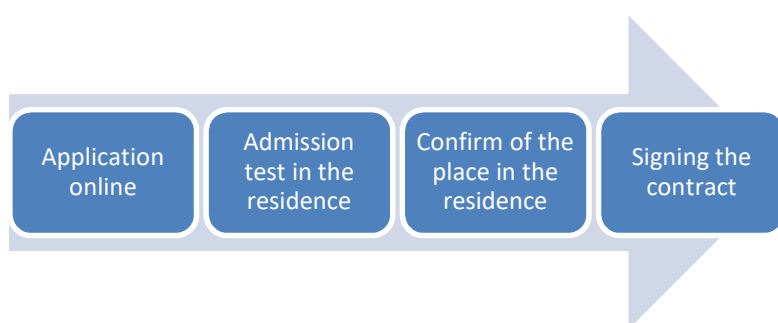 Application
online
Admission
test in the
residence
Confirm of the
place in the
residence
Signing the
contract